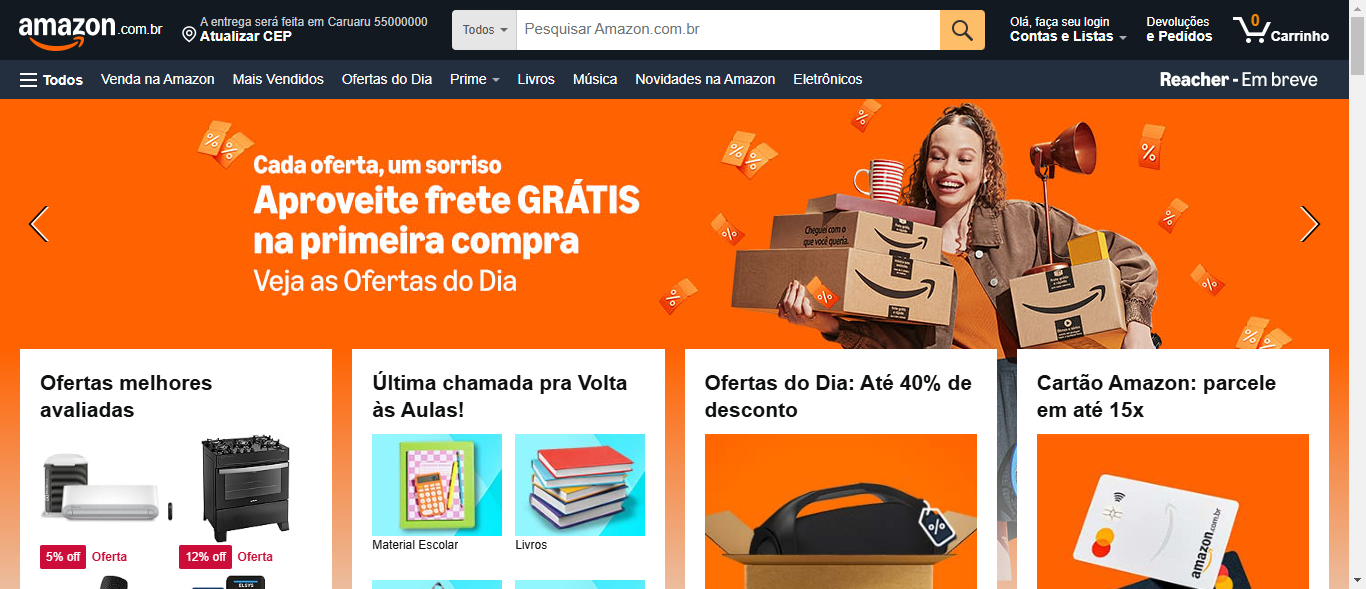 amazon.com.br
A entrega será feita em Caruaru 55000000
Atualizar CEP
Todos
Pesquisar Amazon.com.br
Olá, faça seu login
Contas e Listas
Devoluções
e Pedidos
0
Carrinho
Todos
Venda na Amazon
Mais Vendidos
Ofertas do Dia
Prime
Livros
Música
Novidades na Amazon
Eletrônicos
Reacher - Em breve
Cada oferta, um sorriso
Aproveite frete GRÁTIS
na primeira compra
Veja as Ofertas do Dia
Cheguei com o
que você queria.
Ofertas melhores
avaliadas
5% off Oferta
12% off Oferta
ELSYS
Última chamada pra Volta
às Aulas!
Material Escolar
Livros
Ofertas do Dia: Até 40% de
desconto
%
Cartão Amazon: parcele
em até 15x
amazon.com.br